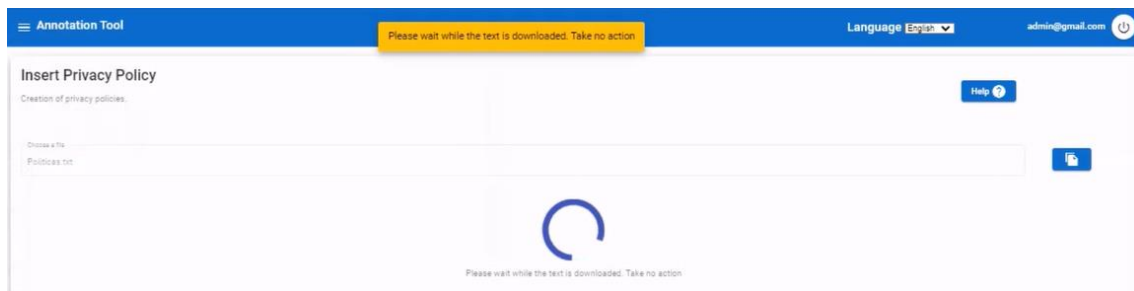 Annotation Tool
Please wait while the text is downloaded. Take no action
Language English
admin@gmail.com
Insert Privacy Policy
Creation of privacy policies.
Help
Choose a file
Politicas.txt
Please wait while the text is downloaded. Take no action